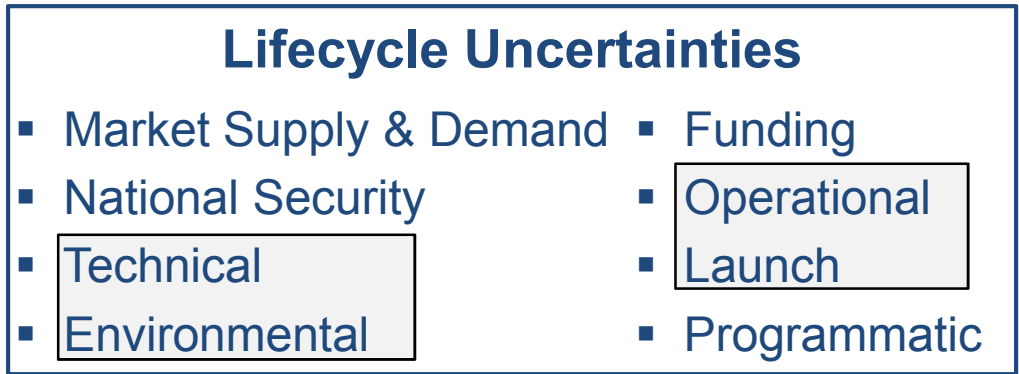 Lifecycle Uncertainties
▪ Market Supply & Demand
▪ National Security
▪ Technical
▪ Environmental
▪ Funding
▪ Operational
▪ Launch
▪ Programmatic